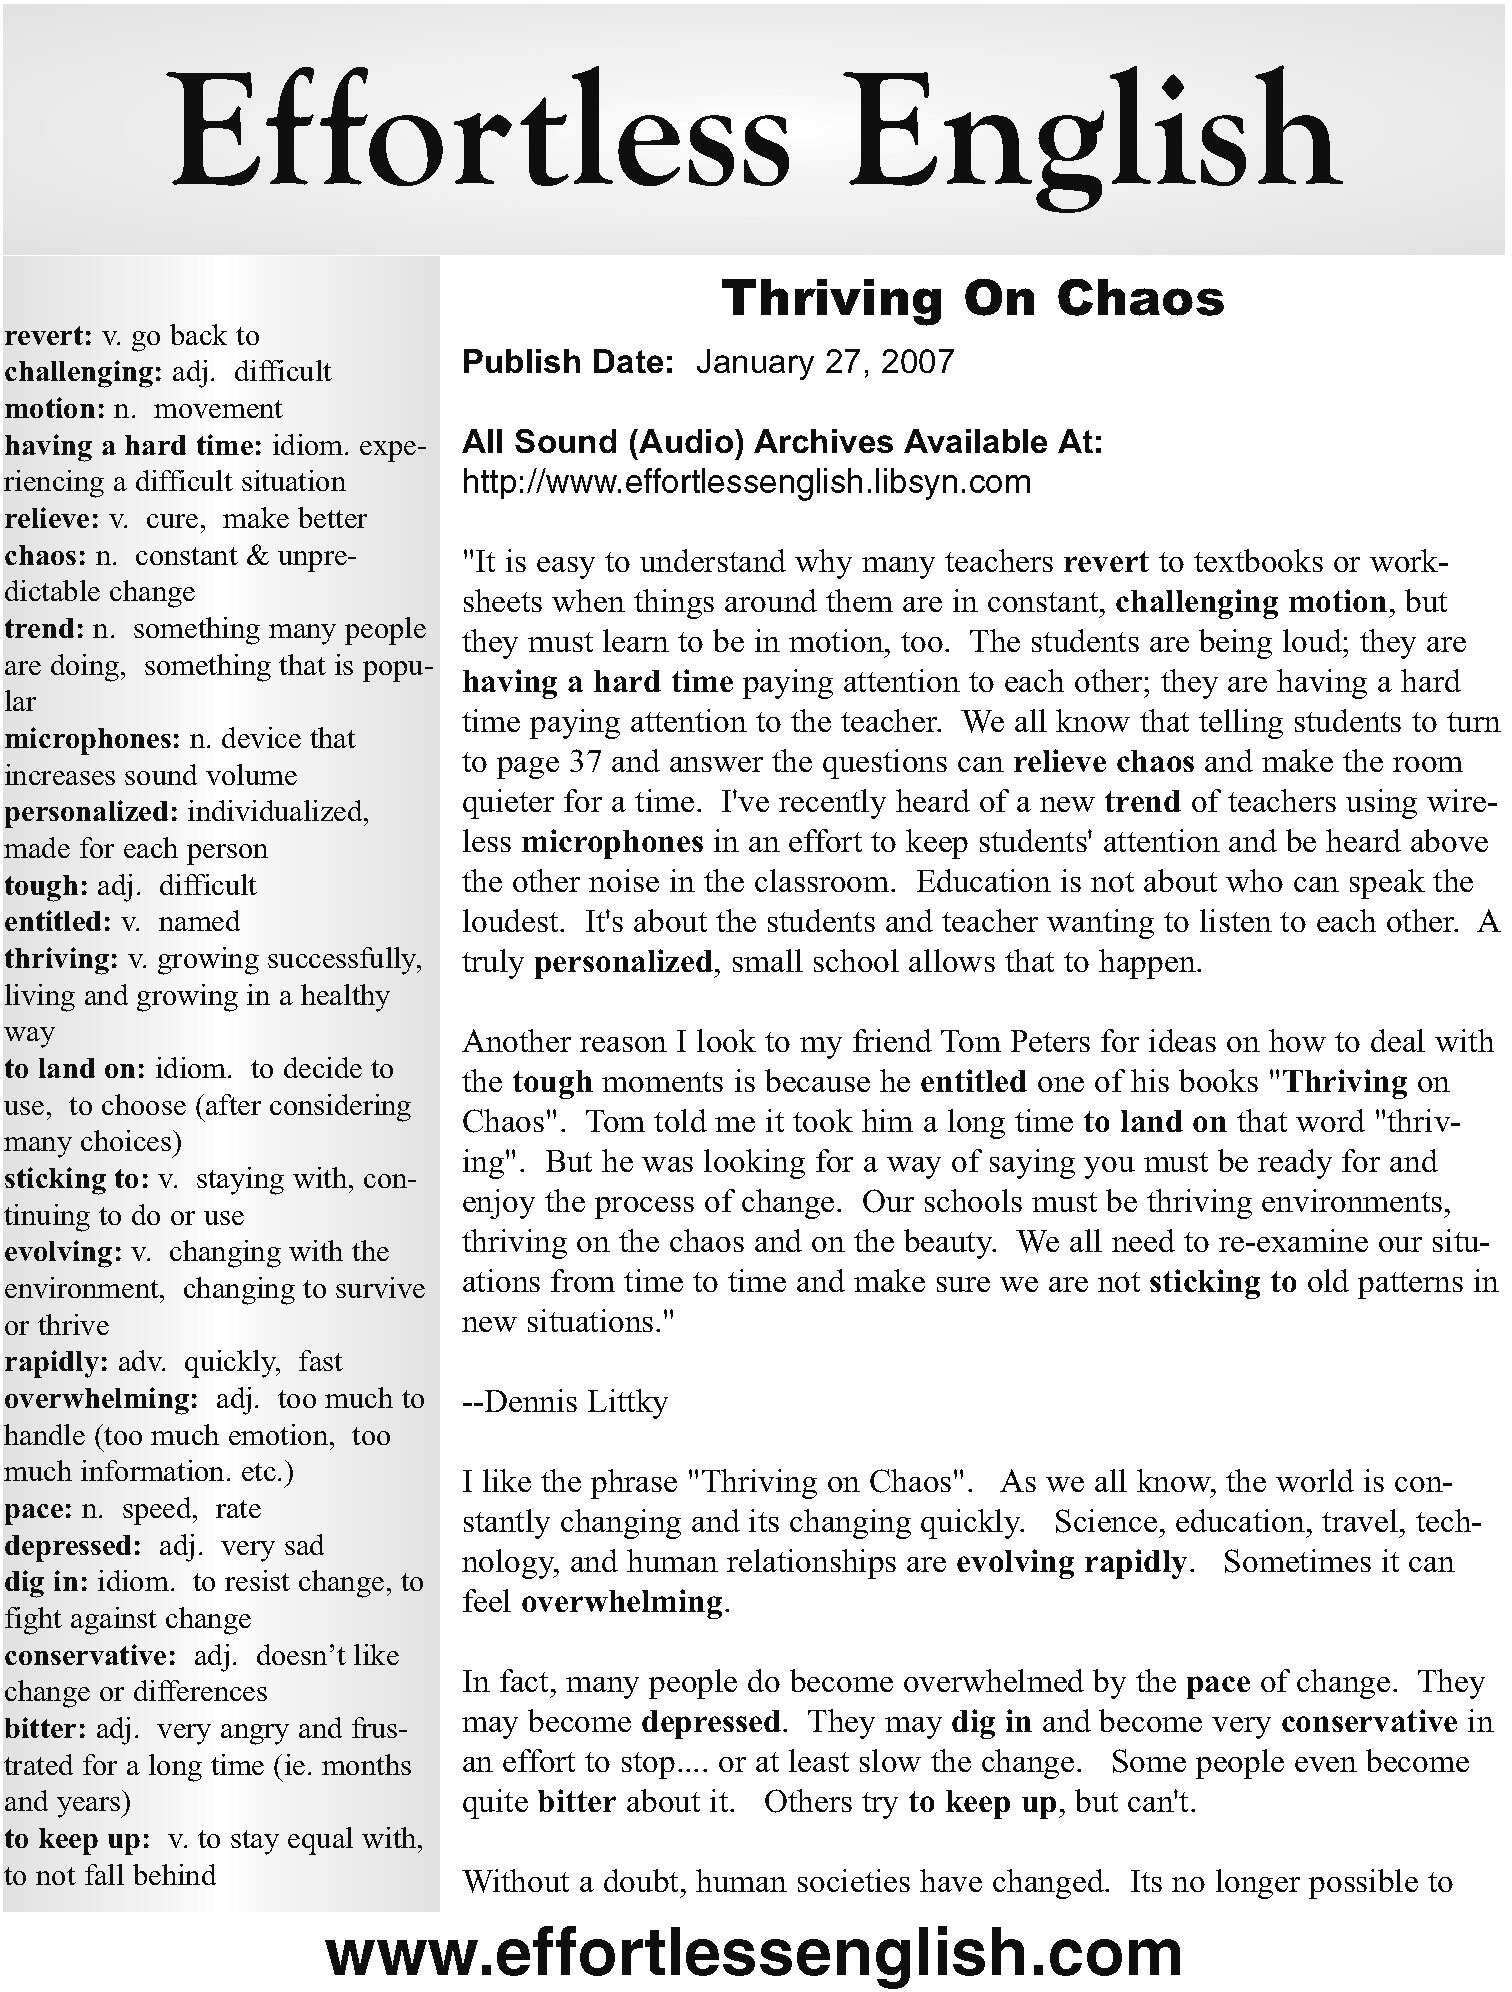 Effortless English
revert: v. go back to
challenging: adj.  difficult
motion: n.  movement
having a hard time: idiom. expe-
riencing a difficult situation
relieve: v.  cure,  make better
chaos: n.  constant & unpre-
dictable change
trend: n.  something many people
are doing,  something that is popu-
lar
microphones: n. device that
increases sound volume
personalized: individualized,
made for each person
tough: adj.  difficult
entitled: v.  named
thriving: v. growing successfully,
living and growing in a healthy
way
to land on: idiom.  to decide to
use,  to choose (after considering
many choices)
sticking to: v.  staying with, con-
tinuing to do or use
evolving: v.  changing with the
environment,  changing to survive
or thrive
rapidly: adv.  quickly,  fast
overwhelming:  adj.  too much to
handle (too much emotion,  too
much information. etc.)
pace: n.  speed,  rate
depressed:  adj.  very sad
dig in: idiom.  to resist change, to
fight against change
conservative:  adj.  doesn’t like
change or differences
bitter: adj.  very angry and frus-
trated for a long time (ie. months
and years)
to keep up:  v. to stay equal with,
to not fall behind
Thriving On Chaos
Publish Date:  January 27, 2007
All Sound (Audio) Archives Available At:
http://www.effortlessenglish.libsyn.com
"It is easy to understand why many teachers revert to textbooks or work-
sheets when things around them are in constant, challenging motion, but
they must learn to be in motion, too.  The students are being loud; they are
having a hard time paying attention to each other; they are having a hard
time paying attention to the teacher.  We all know that telling students to turn
to page 37 and answer the questions can relieve chaos and make the room
quieter for a time.  I've recently heard of a new trend of teachers using wire-
less microphones in an effort to keep students' attention and be heard above
the other noise in the classroom.  Education is not about who can speak the
loudest.  It's about the students and teacher wanting to listen to each other.  A
truly personalized, small school allows that to happen.
Another reason I look to my friend Tom Peters for ideas on how to deal with
the tough moments is because he entitled one of his books "Thriving on
Chaos".  Tom told me it took him a long time to land on that word "thriv-
ing".  But he was looking for a way of saying you must be ready for and
enjoy the process of change.  Our schools must be thriving environments,
thriving on the chaos and on the beauty.  We all need to re-examine our situ-
ations from time to time and make sure we are not sticking to old patterns in
new situations."
--Dennis Littky
I like the phrase "Thriving on Chaos".   As we all know, the world is con-
stantly changing and its changing quickly.   Science, education, travel, tech-
nology, and human relationships are evolving rapidly.   Sometimes it can
feel overwhelming.
In fact, many people do become overwhelmed by the pace of change.  They
may become depressed.  They may dig in and become very conservative in
an effort to stop.... or at least slow the change.   Some people even become
quite bitter about it.   Others try to keep up, but can't.
Without a doubt, human societies have changed.  Its no longer possible to
www.effortlessenglish.com